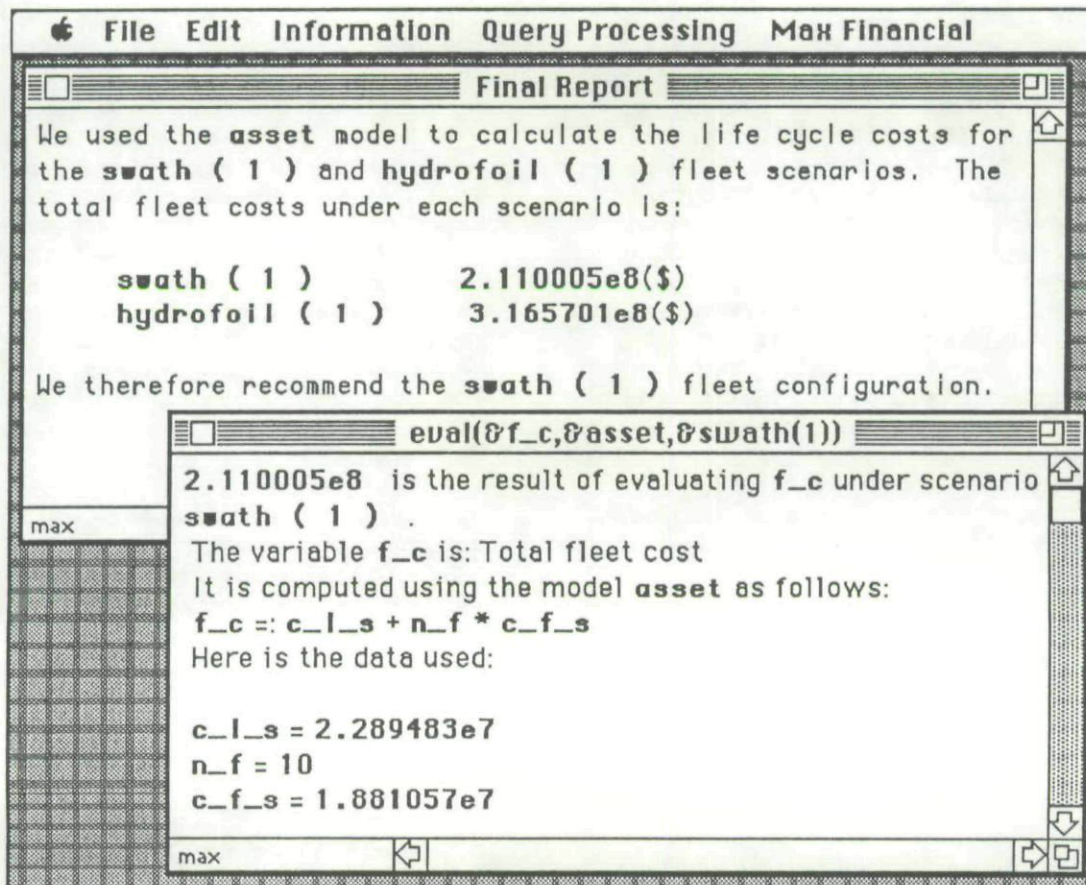 File Edit Information Query Processing Max Financial
Final Report
We used the asset model to calculate the life cycle costs for
the swath ( 1 ) and hydrofoil ( 1 ) fleet scenarios. The
total fleet costs under each scenario is:
swath ( 1 ) 2.110005e8($)
hydrofoil ( 1 ) 3.165701e8($)
We therefore recommend the swath ( 1 ) fleet configuration.
max
eval(&f_c,&asset,&swath(1))
2.110005e8 is the result of evaluating f_c under scenario
swath ( 1 ) .
The variable f_c is: Total fleet cost
It is computed using the model asset as follows:
f_c =: c_l_s + n_f * c_f_s
Here is the data used:
c_l_s = 2.289483e7
n_f = 10
c_f_s = 1.881057e7
max